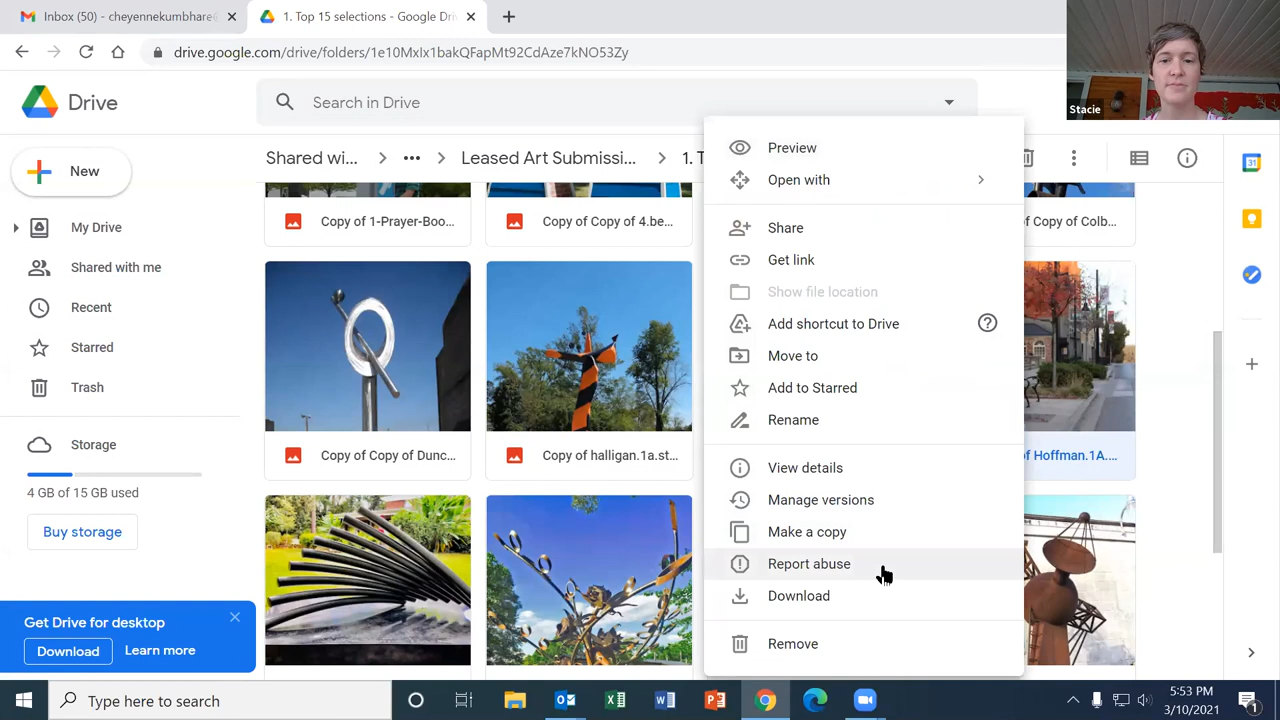 Inbox (50) - cheyennekumbhare@
1. Top 15 selections - Google Dri
drive.google.com/drive/folders/1e10MxIx1bakQFapMt92CdAze7kNO53Zy
Stacie
Drive
Search in Drive
New
Shared wi...
Leased Art Submissi...
1. T
My Drive
Shared with me
Recent
Starred
Trash
Storage
4 GB of 15 GB used
Buy storage
Get Drive for desktop
Download
Learn more
Copy of 1-Prayer-Boo...
Copy of Copy of 4.be...
f Copy of Colb...
Copy of Copy of Dunc...
Copy of halligan.1a.st...
of Hoffman.1A....
Preview
Open with
Share
Get link
Show file location
Add shortcut to Drive
Move to
Add to Starred
Rename
View details
Manage versions
Make a copy
Report abuse
Download
Remove
31
Type here to search
5:53 PM
3/10/2021
1